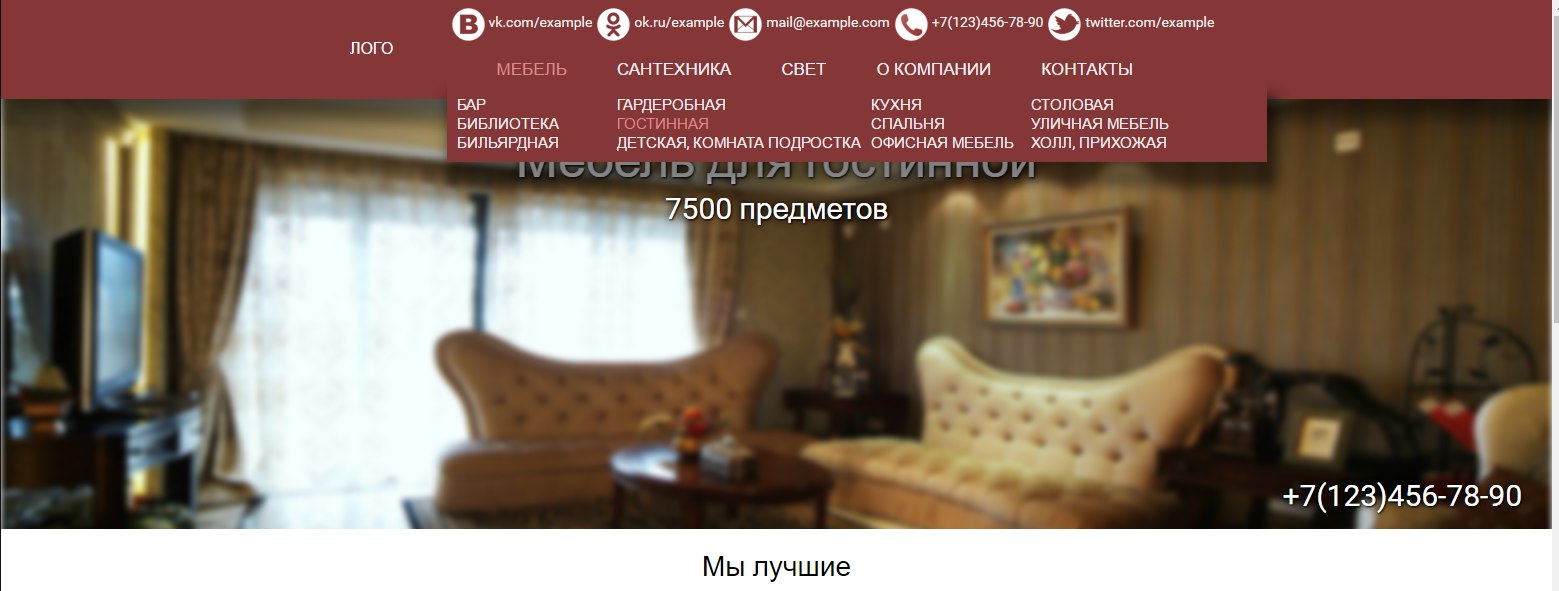 vk.com/example ok.ru/example mail@example.com +7(123)456-78-90 twitter.com/example
ЛОГО
МЕБЕЛЬ САНТЕХНИКА СВЕТ О КОМПАНИИ КОНТАКТЫ
БАР ГАРДЕРОБНАЯ КУХНЯ СТОЛОВАЯ
БИБЛИОТЕКА ГОСТИННАЯ СПАЛЬНЯ УЛИЧНАЯ МЕБЕЛЬ
БИЛЬЯРДНАЯ ДЕТСКАЯ, КОМНАТА ПОДРОСТКА ОФИСНАЯ МЕБЕЛЬ ХОЛЛ, ПРИХОЖАЯ
Мебель для гостинной
7500 предметов
+7(123)456-78-90
Мы лучшие